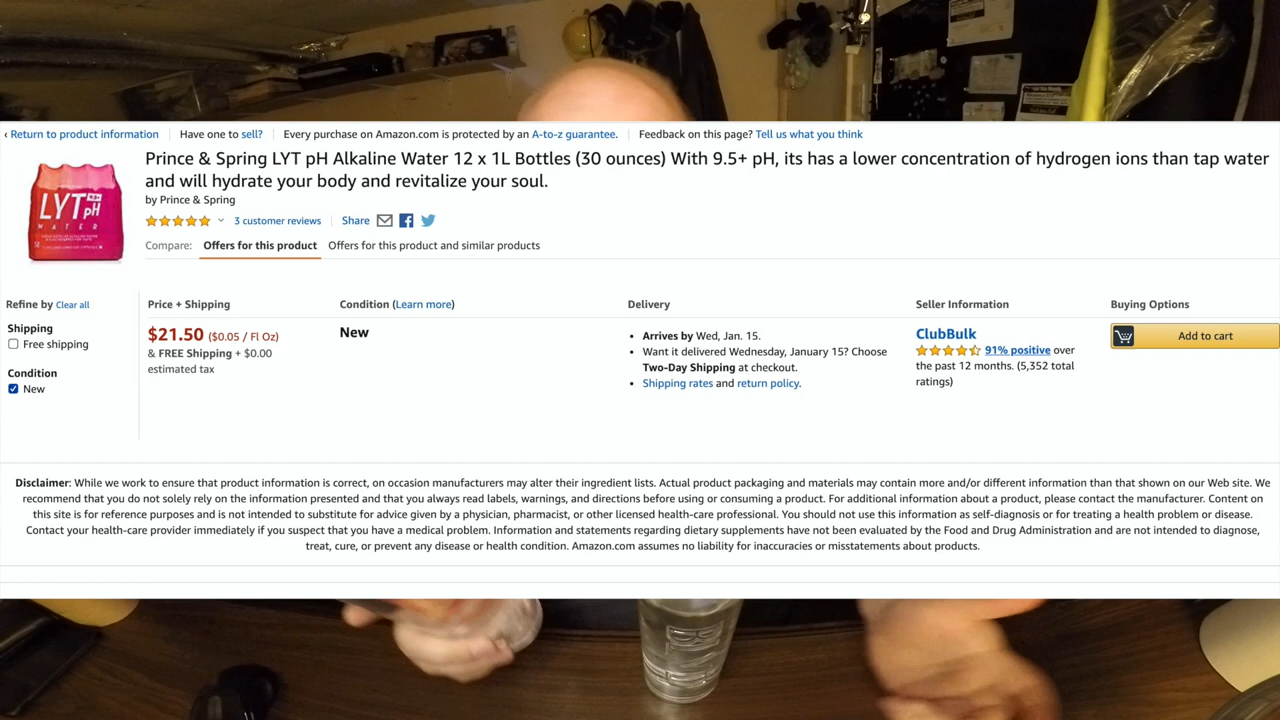 ‹ Return to product information
Have one to sell?
Every purchase on Amazon.com is protected by an A-to-z guarantee.
Feedback on this page? Tell us what you think
Prince & Spring LYT pH Alkaline Water 12 x 1L Bottles (30 ounces) With 9.5+ pH, its has a lower concentration of hydrogen ions than tap water
and will hydrate your body and revitalize your soul.
by Prince & Spring
3 customer reviews
Share
Compare:
Offers for this product
Offers for this product and similar products
LYT pH
WATER
Refine by Clear all
Shipping
Free shipping
Condition
New
Price + Shipping
$21.50 ($0.05 / Fl Oz)
& FREE Shipping + $0.00
estimated tax
Condition (Learn more)
New
Delivery
• Arrives by Wed, Jan. 15.
• Want it delivered Wednesday, January 15? Choose
Two-Day Shipping at checkout.
• Shipping rates and return policy.
Seller Information
ClubBulk
91% positive over
the past 12 months. (5,352 total
ratings)
Buying Options
Add to cart
Disclaimer: While we work to ensure that product information is correct, on occasion manufacturers may alter their ingredient lists. Actual product packaging and materials may contain more and/or different information than that shown on our Web site. We
recommend that you do not solely rely on the information presented and that you always read labels, warnings, and directions before using or consuming a product. For additional information about a product, please contact the manufacturer. Content on
this site is for reference purposes and is not intended to substitute for advice given by a physician, pharmacist, or other licensed health-care professional. You should not use this information as self-diagnosis or for treating a health problem or disease.
Contact your health-care provider immediately if you suspect that you have a medical problem. Information and statements regarding dietary supplements have not been evaluated by the Food and Drug Administration and are not intended to diagnose,
treat, cure, or prevent any disease or health condition. Amazon.com assumes no liability for inaccuracies or misstatements about products.